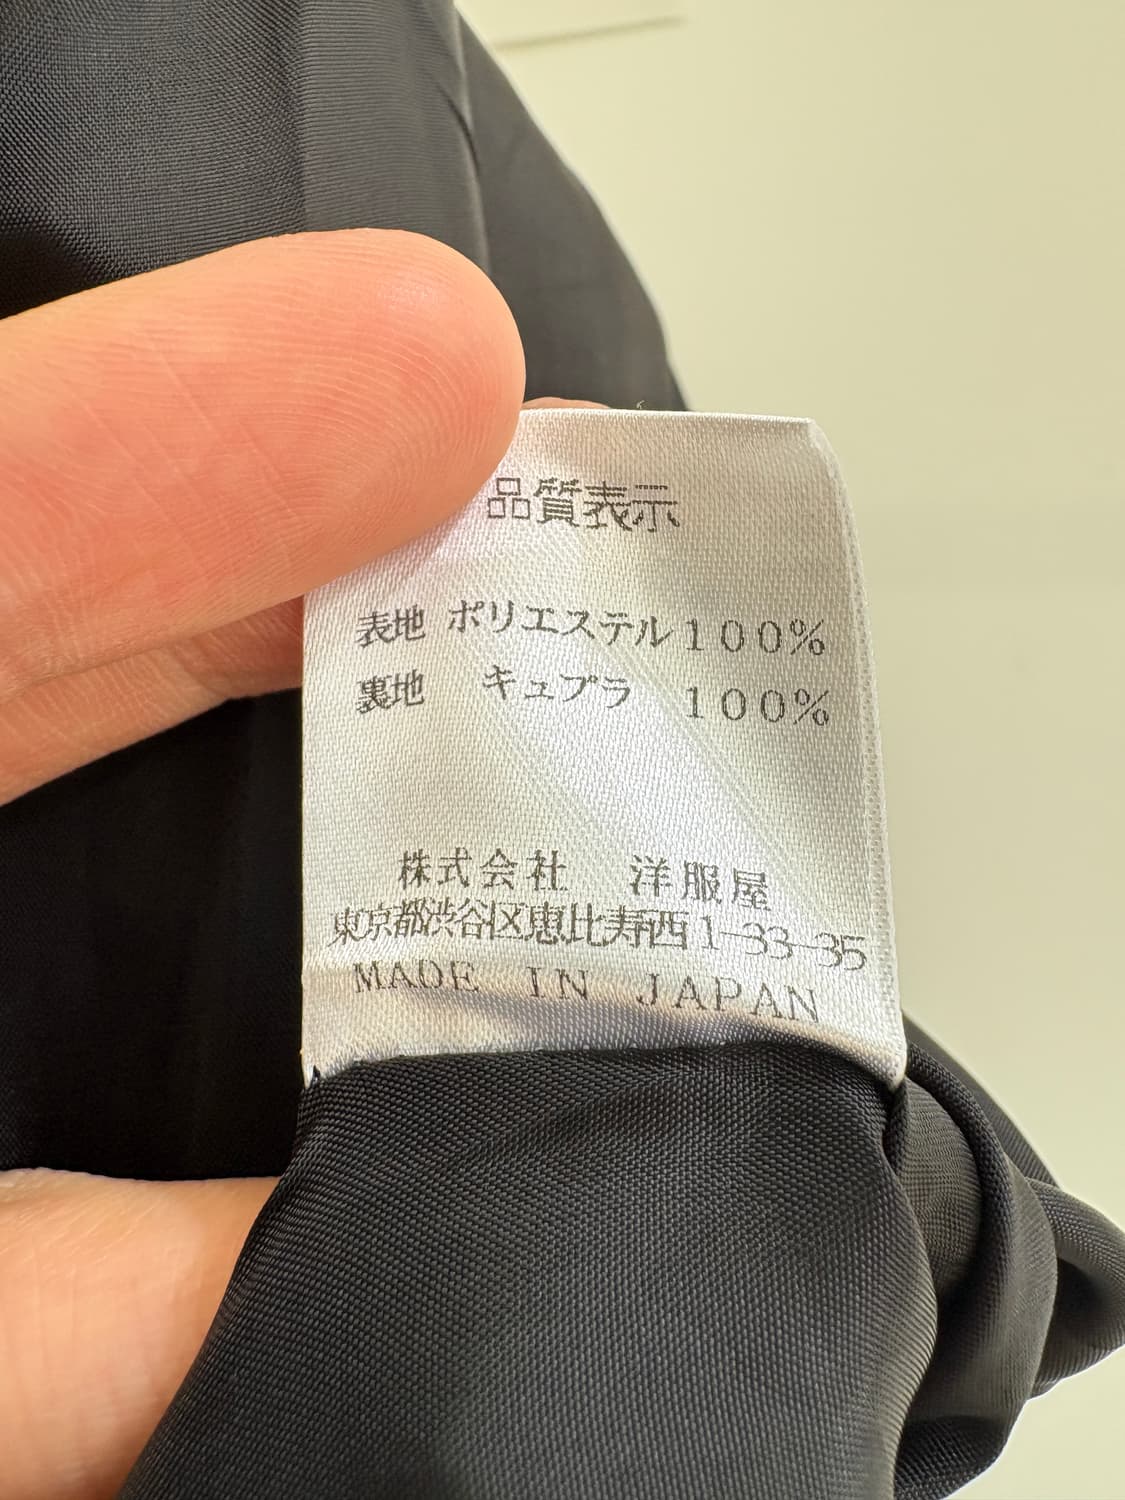 品質表示
表地 ポリエステル100%
裏地 キュプラ 100%
株式会社 洋服屋
東京都渋谷区恵比寿西1-33-35
MADE IN JAPAN